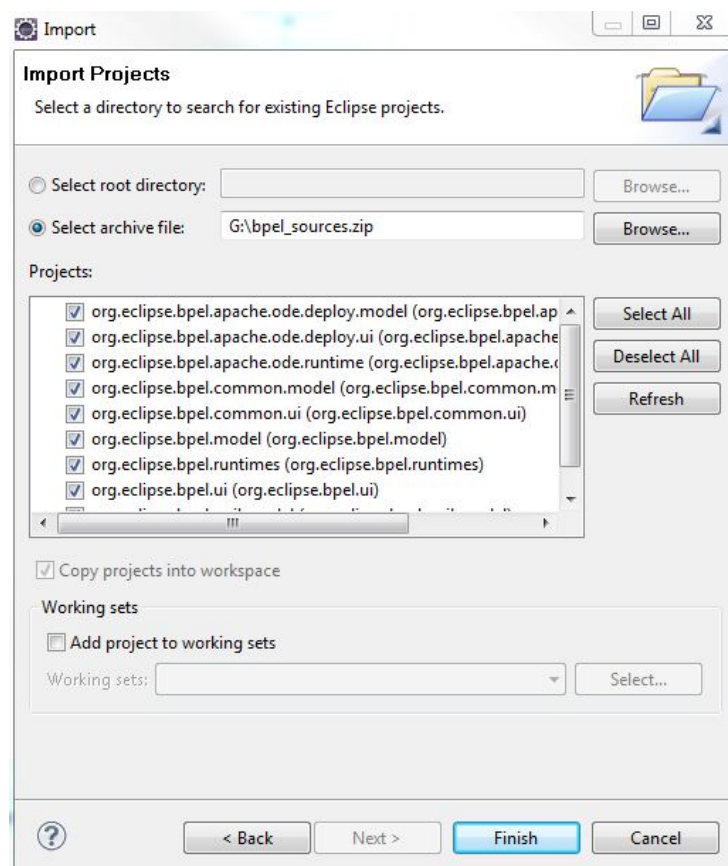 Import
Import Projects
Select a directory to search for existing Eclipse projects.
Select root directory:
Browse...
Select archive file:
G:\bpel_sources.zip
Browse...
Projects:
org.eclipse.bpel.apache.ode.deploy.model (org.eclipse.bpel.ap
org.eclipse.bpel.apache.ode.deploy.ui (org.eclipse.bpel.apache
org.eclipse.bpel.apache.ode.runtime (org.eclipse.bpel.apache.
org.eclipse.bpel.common.model (org.eclipse.bpel.common.m
org.eclipse.bpel.common.ui (org.eclipse.bpel.common.ui)
org.eclipse.bpel.model (org.eclipse.bpel.model)
org.eclipse.bpel.runtimes (org.eclipse.bpel.runtimes)
org.eclipse.bpel.ui (org.eclipse.bpel.ui)
Select All
Deselect All
Refresh
Copy projects into workspace
Working sets
Add project to working sets
Working sets:
Select...
?
< Back
Next >
Finish
Cancel